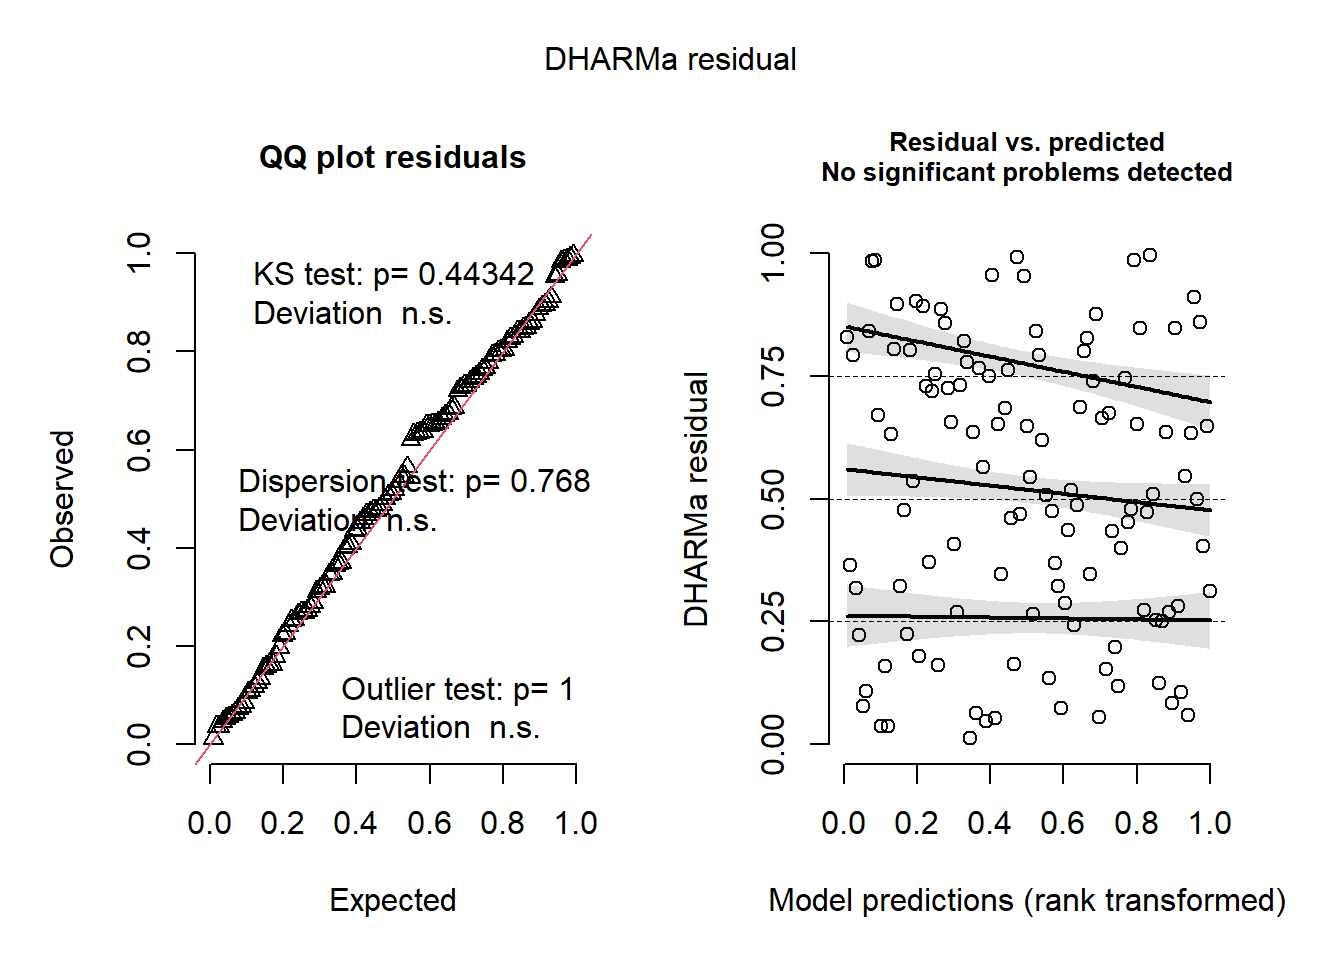 DHARMa residual
QQ plot residuals
KS test: p= 0.44342
Deviation  n.s.
Dispersion test: p= 0.768
Deviation  n.s.
Outlier test: p= 1
Deviation  n.s.
Observed
0.0
0.2
0.4
0.6
0.8
1.0
0.0 0.2 0.4 0.6 0.8 1.0
Expected
Residual vs. predicted
No significant problems detected
DHARMa residual
0.00
0.25
0.50
0.75
1.00
0.0 0.2 0.4 0.6 0.8 1.0
Model predictions (rank transformed)